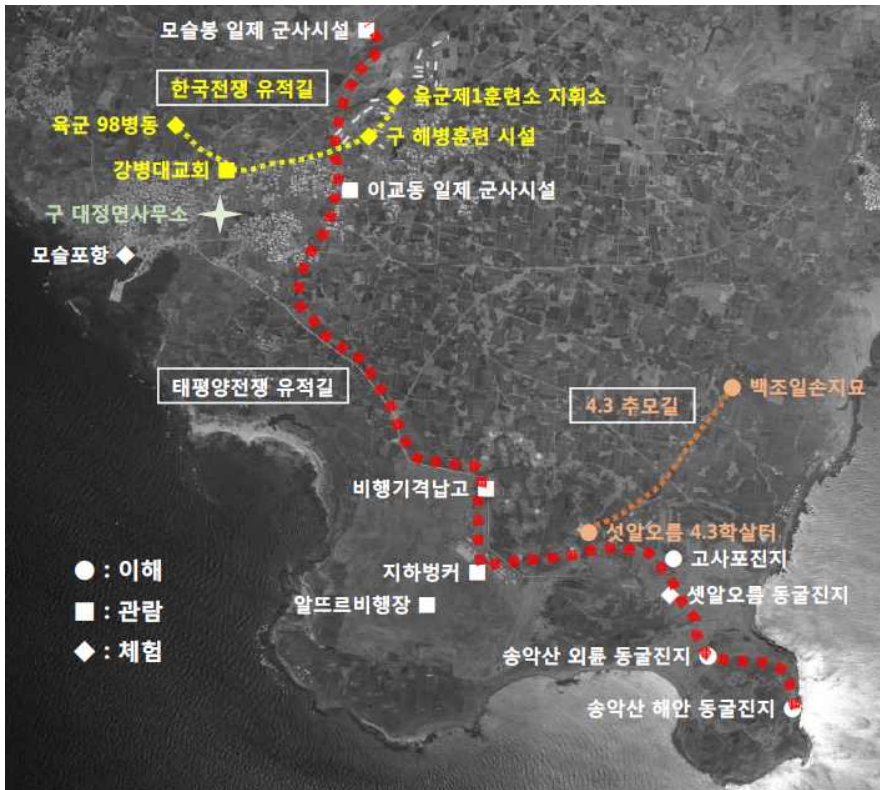 모슬봉 일제 군사시설
한국전쟁 유적길
육군제1훈련소 지휘소
육군 98병동
구 해병훈련 시설
강병대교회
이교동 일제 군사시설
구 대정면사무소
모슬포항
태평양전쟁 유적길
백조일손지묘
4.3 추모길
비행기격납고
섯알오름 4.3학살터
고사포진지
지하벙커
셋알오름 동굴진지
알뜨르비행장
● : 이해
■ : 관람
◆ : 체험
송악산 외륜 동굴진지
송악산 해안 동굴진지